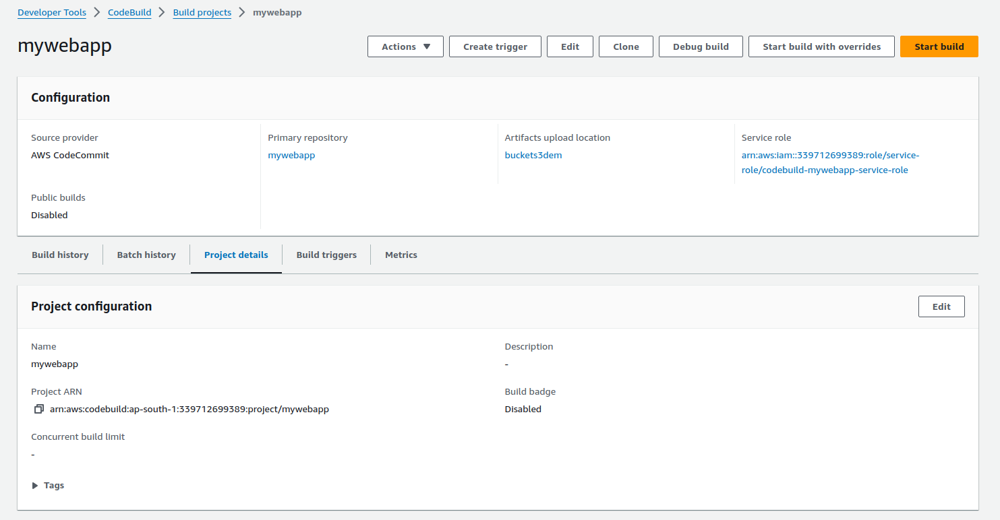 Developer Tools > CodeBuild > Build projects > mywebapp
mywebapp
Actions Create trigger Edit Clone Debug build Start build with overrides Start build
Configuration
Source provider
AWS CodeCommit
Primary repository
mywebapp
Artifacts upload location
buckets3dem
Service role
arn:aws:iam::339712699389:role/service-
role/codebuild-mywebapp-service-role
Public builds
Disabled
Build history Batch history Project details Build triggers Metrics
Project configuration Edit
Name
mywebapp
Description
-
Project ARN
arn:aws:codebuild:ap-south-1:339712699389:project/mywebapp
Build badge
Disabled
Concurrent build limit
-
Tags